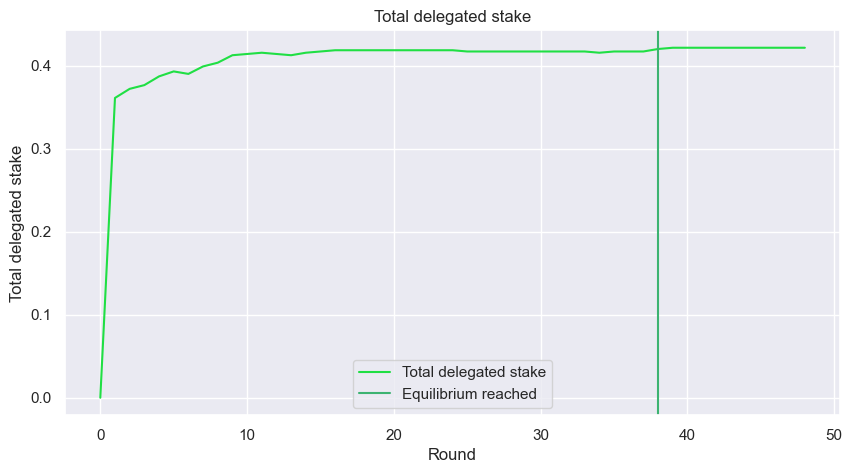 Total delegated stake
Total delegated stake
0.4
0.3
0.2
0.1
0.0
Total delegated stake
Equilibrium reached
0
10
20
30
40
50
Round